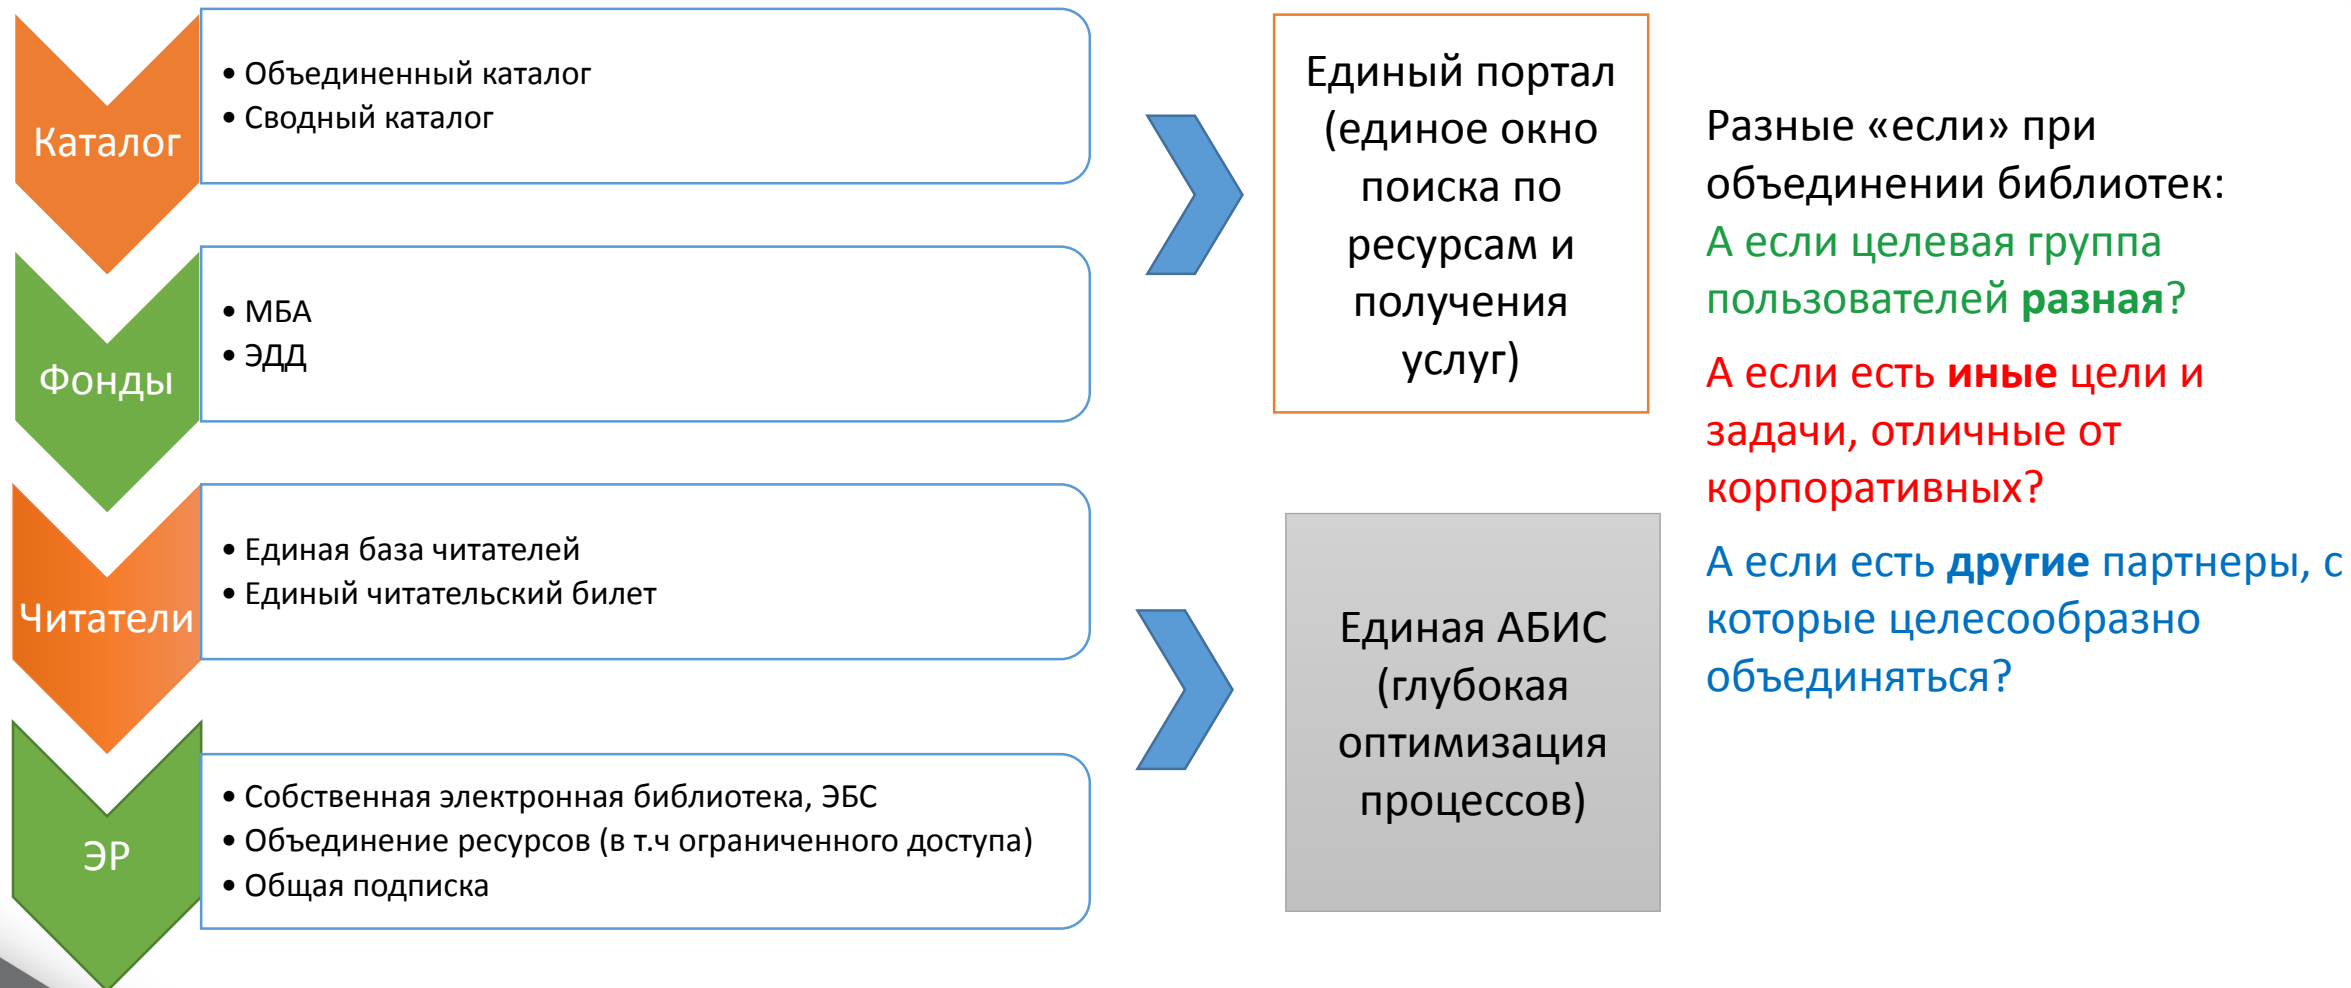 Каталог
• Объединенный каталог
• Сводный каталог
Фонды
• МБА
• ЭДД
Читатели
• Единая база читателей
• Единый читательский билет
ЭР
• Собственная электронная библиотека, ЭБС
• Объединение ресурсов (в т.ч ограниченного доступа)
• Общая подписка
Единый портал
(единое окно
поиска по
ресурсам и
получения
услуг)
Единая АБИС
(глубокая
оптимизация
процессов)
Разные «если» при
объединении библиотек:
А если целевая группа
пользователей разная?
А если есть иные цели и
задачи, отличные от
корпоративных?
А если есть другие партнеры, с
которые целесообразно
объединяться?